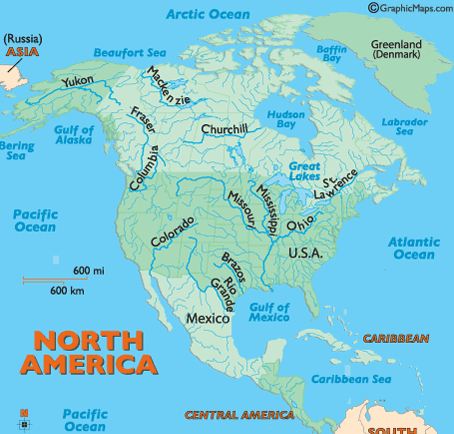 ©GraphicMaps.com
Arctic Ocean
(Russia)
ASIA
Beaufort Sea
Baffin
Bay
Greenland
(Denmark)
Yukon
Mackenzie
Fraser
Churchill
Hudson
Bay
Labrador
Sea
Gulf of
Alaska
Bering
Sea
Columbia
Great
Lakes
St.
Lawrence
Missouri
Mississippi
Ohio
Pacific
Ocean
Colorado
U.S.A.
Atlantic
Ocean
Brazos
Rio
Grande
600 mi
600 km
Mexico
Gulf of
Mexico
NORTH
AMERICA
CARIBBEAN
Caribbean Sea
N
Pacific
Ocean
CENTRAL AMERICA
SOUTH